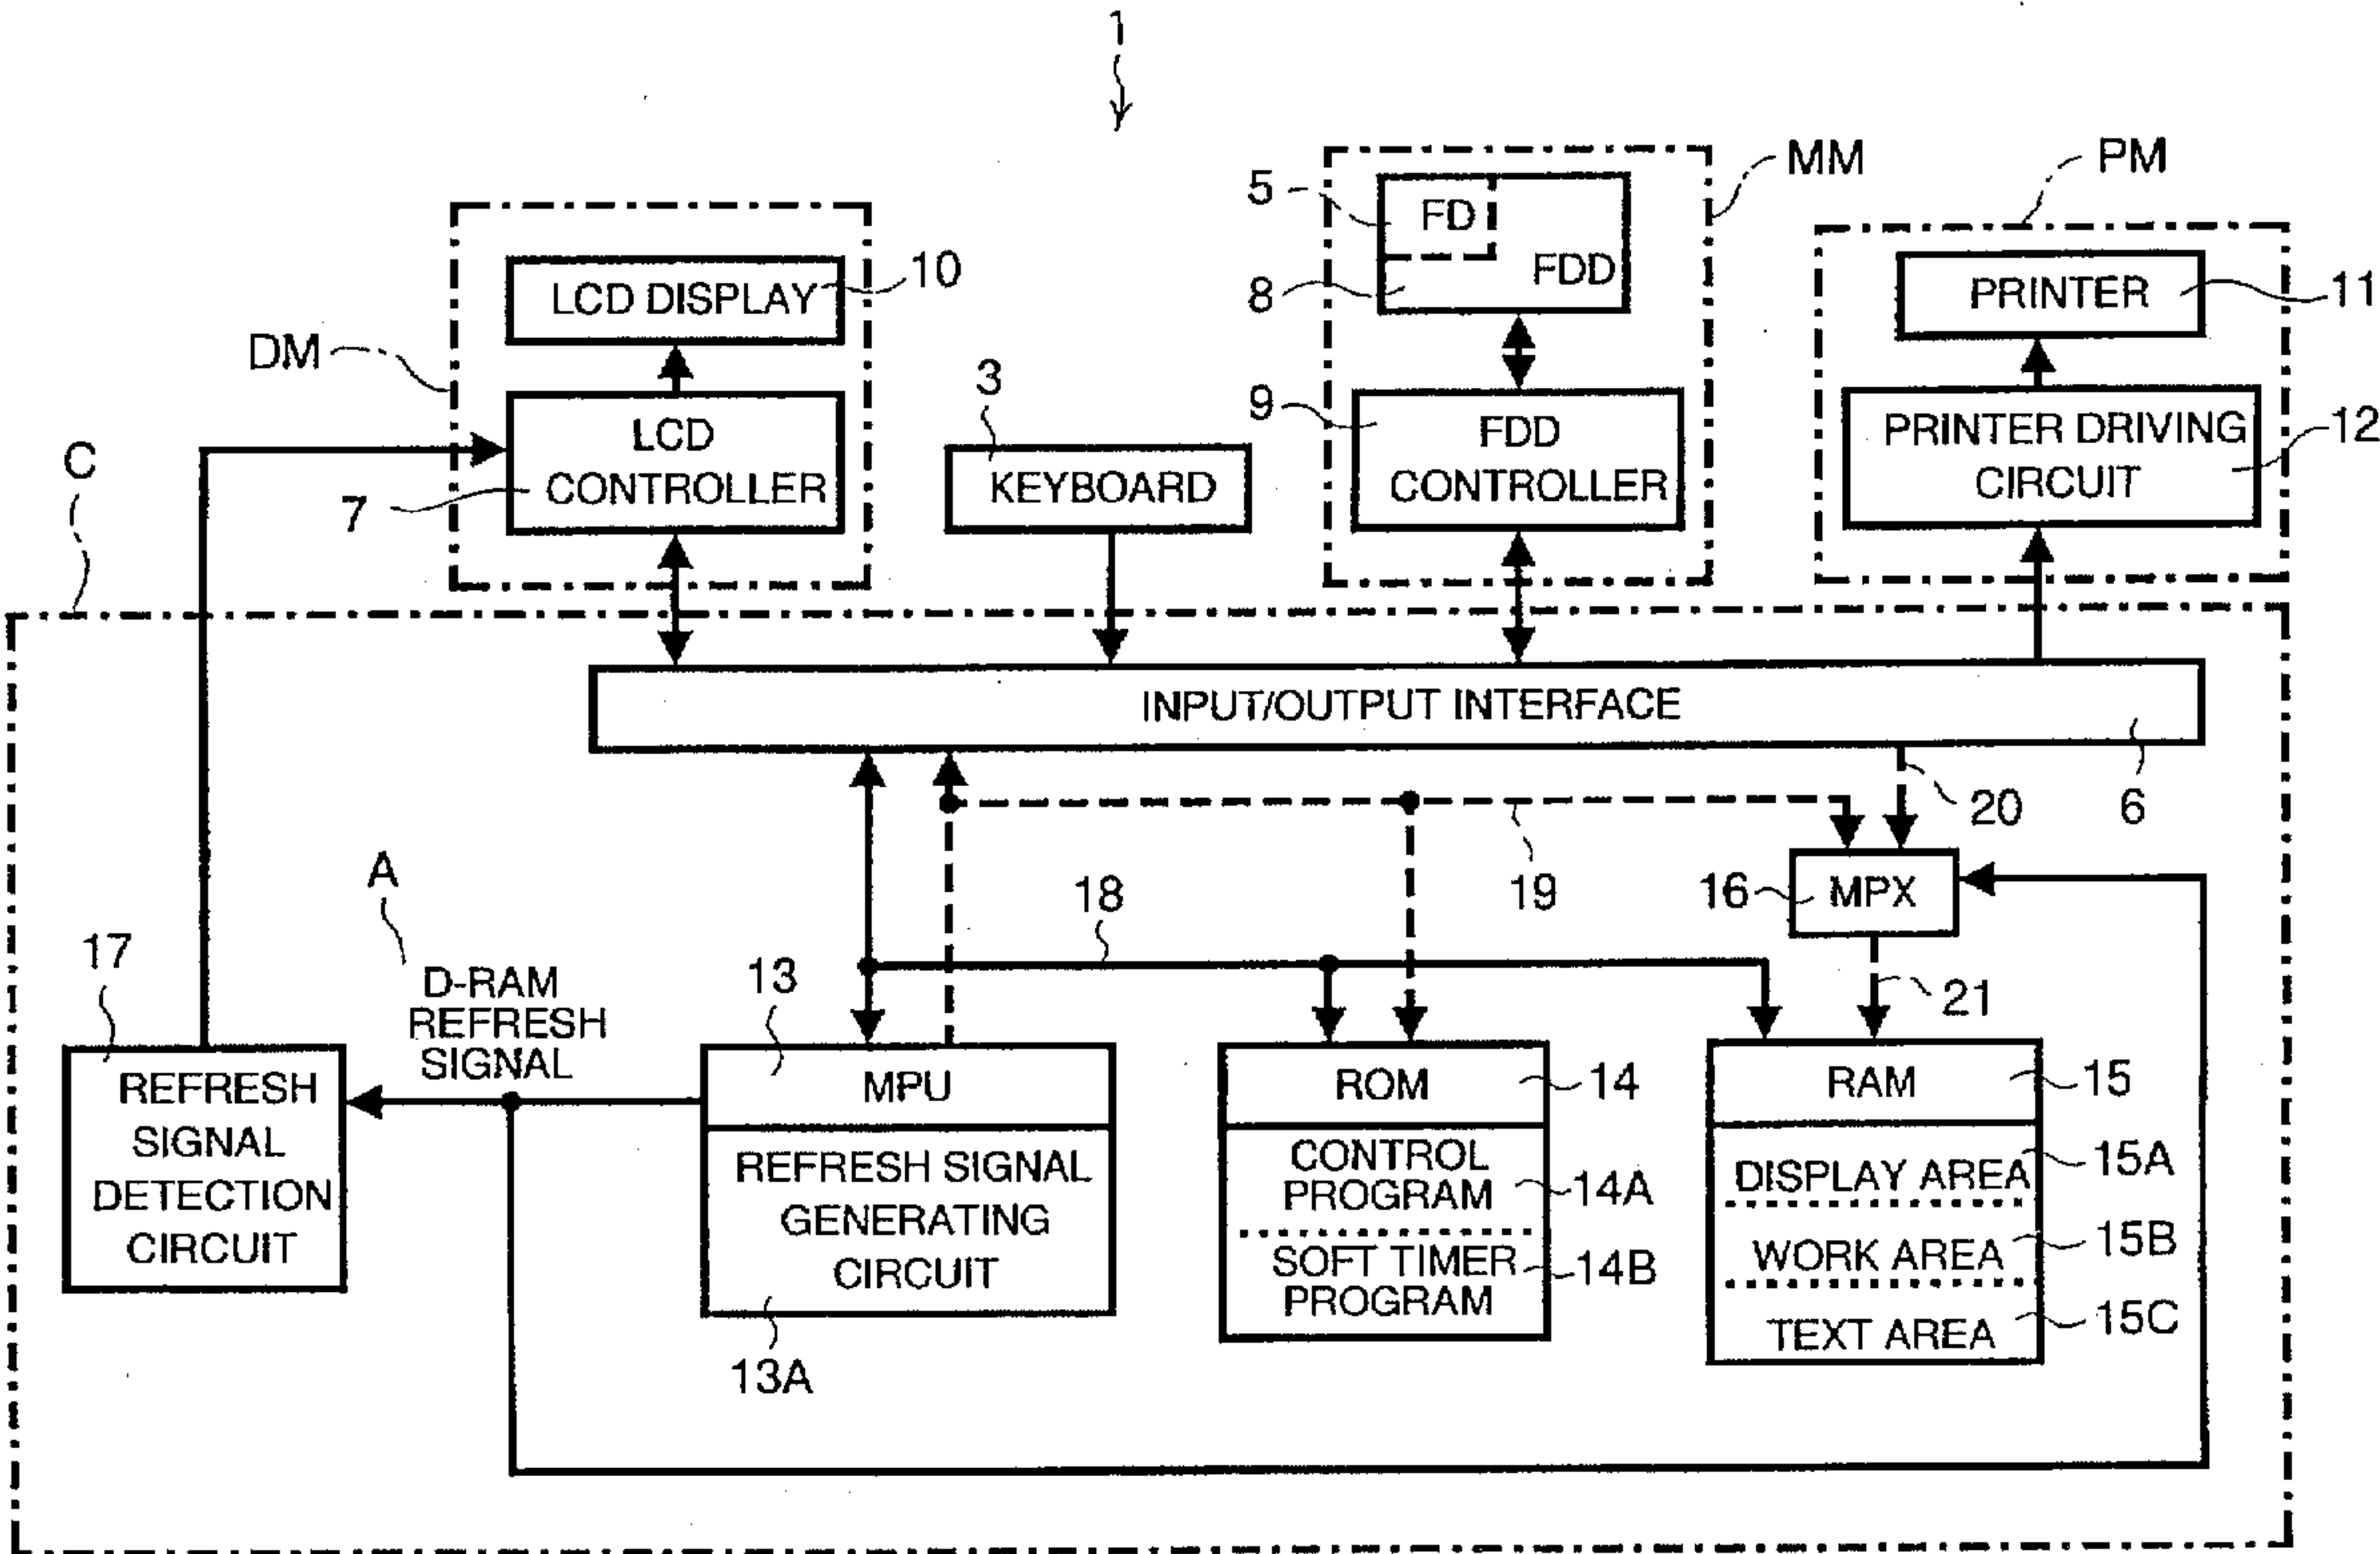 1
MM
PM
5
FD
8
FDD
10
LCD DISPLAY
PRINTER
11
DM
3
9
FDD
CONTROLLER
LCD
CONTROLLER
7
KEYBOARD
PRINTER DRIVING
CIRCUIT
12
C
INPUT/OUTPUT INTERFACE
6
20
19
18
16
MPX
21
A
D-RAM
REFRESH
SIGNAL
17
REFRESH
SIGNAL
DETECTION
CIRCUIT
13
MPU
REFRESH SIGNAL
GENERATING
CIRCUIT
13A
ROM
14
CONTROL
PROGRAM
14A
SOFT TIMER
PROGRAM
14B
RAM
15
DISPLAY AREA
15A
WORK AREA
15B
TEXT AREA
15C